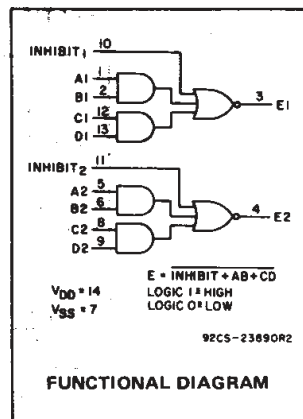 INHIBIT1 10
A1 1
B1 2
C1 12
D1 13
3 E1
INHIBIT2 11
A2 5
B2 6
C2 8
D2 9
4 E2
E = INHIBIT + AB + CD
VDD = 14
LOGIC 1 = HIGH
VSS = 7
LOGIC 0 = LOW
92CS-23890R2
FUNCTIONAL DIAGRAM